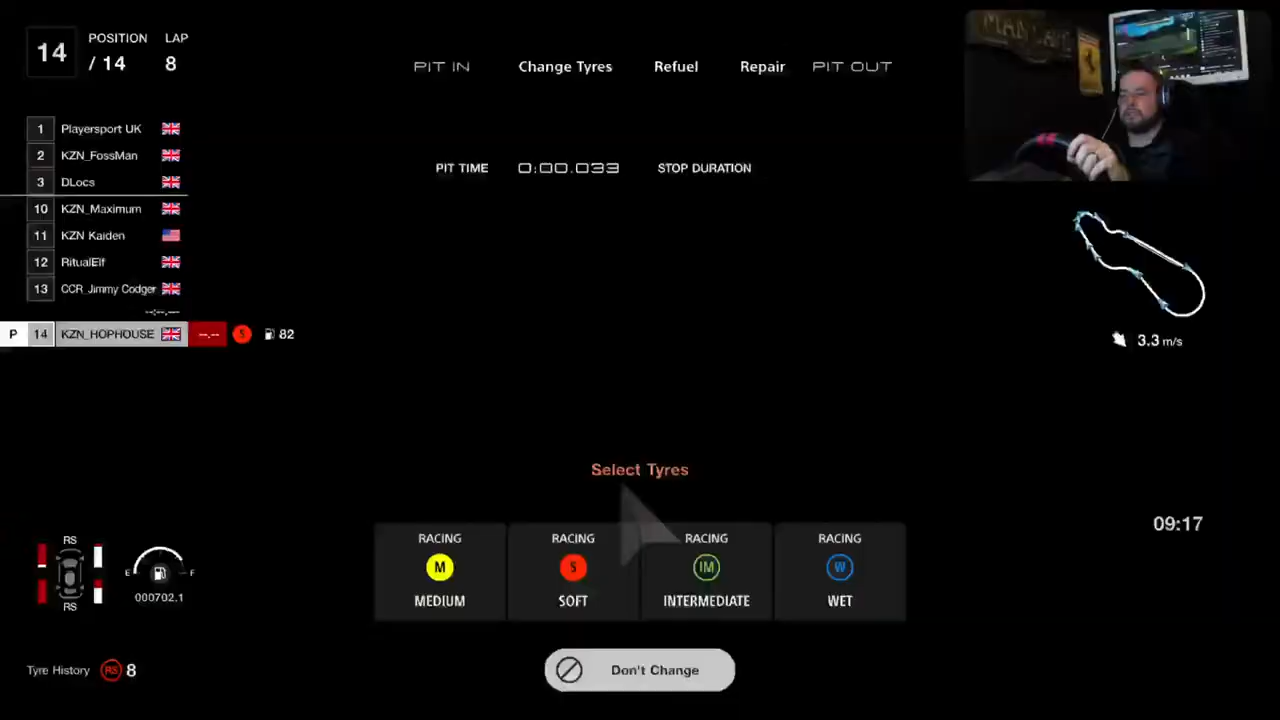 14
POSITION
/ 14
LAP
8
PIT IN
Change Tyres
Refuel
Repair
PIT OUT
MAN CAVE
1 Playersport UK
2 KZN_FossMan
3 DLocs
10 KZN_Maximum
11 KZN Kaiden
12 RitualElf
13 CCR_Jimmy Codger
--:--.---
P 14 KZN_HOPHOUSE --.-- S 82
PIT TIME 0:00.033 STOP DURATION
3.3 m/s
Select Tyres
RACING
M
MEDIUM
RACING
S
SOFT
RACING
IM
INTERMEDIATE
RACING
W
WET
09:17
RS
RS
E F
000702.1
Tyre History RS 8
Don't Change